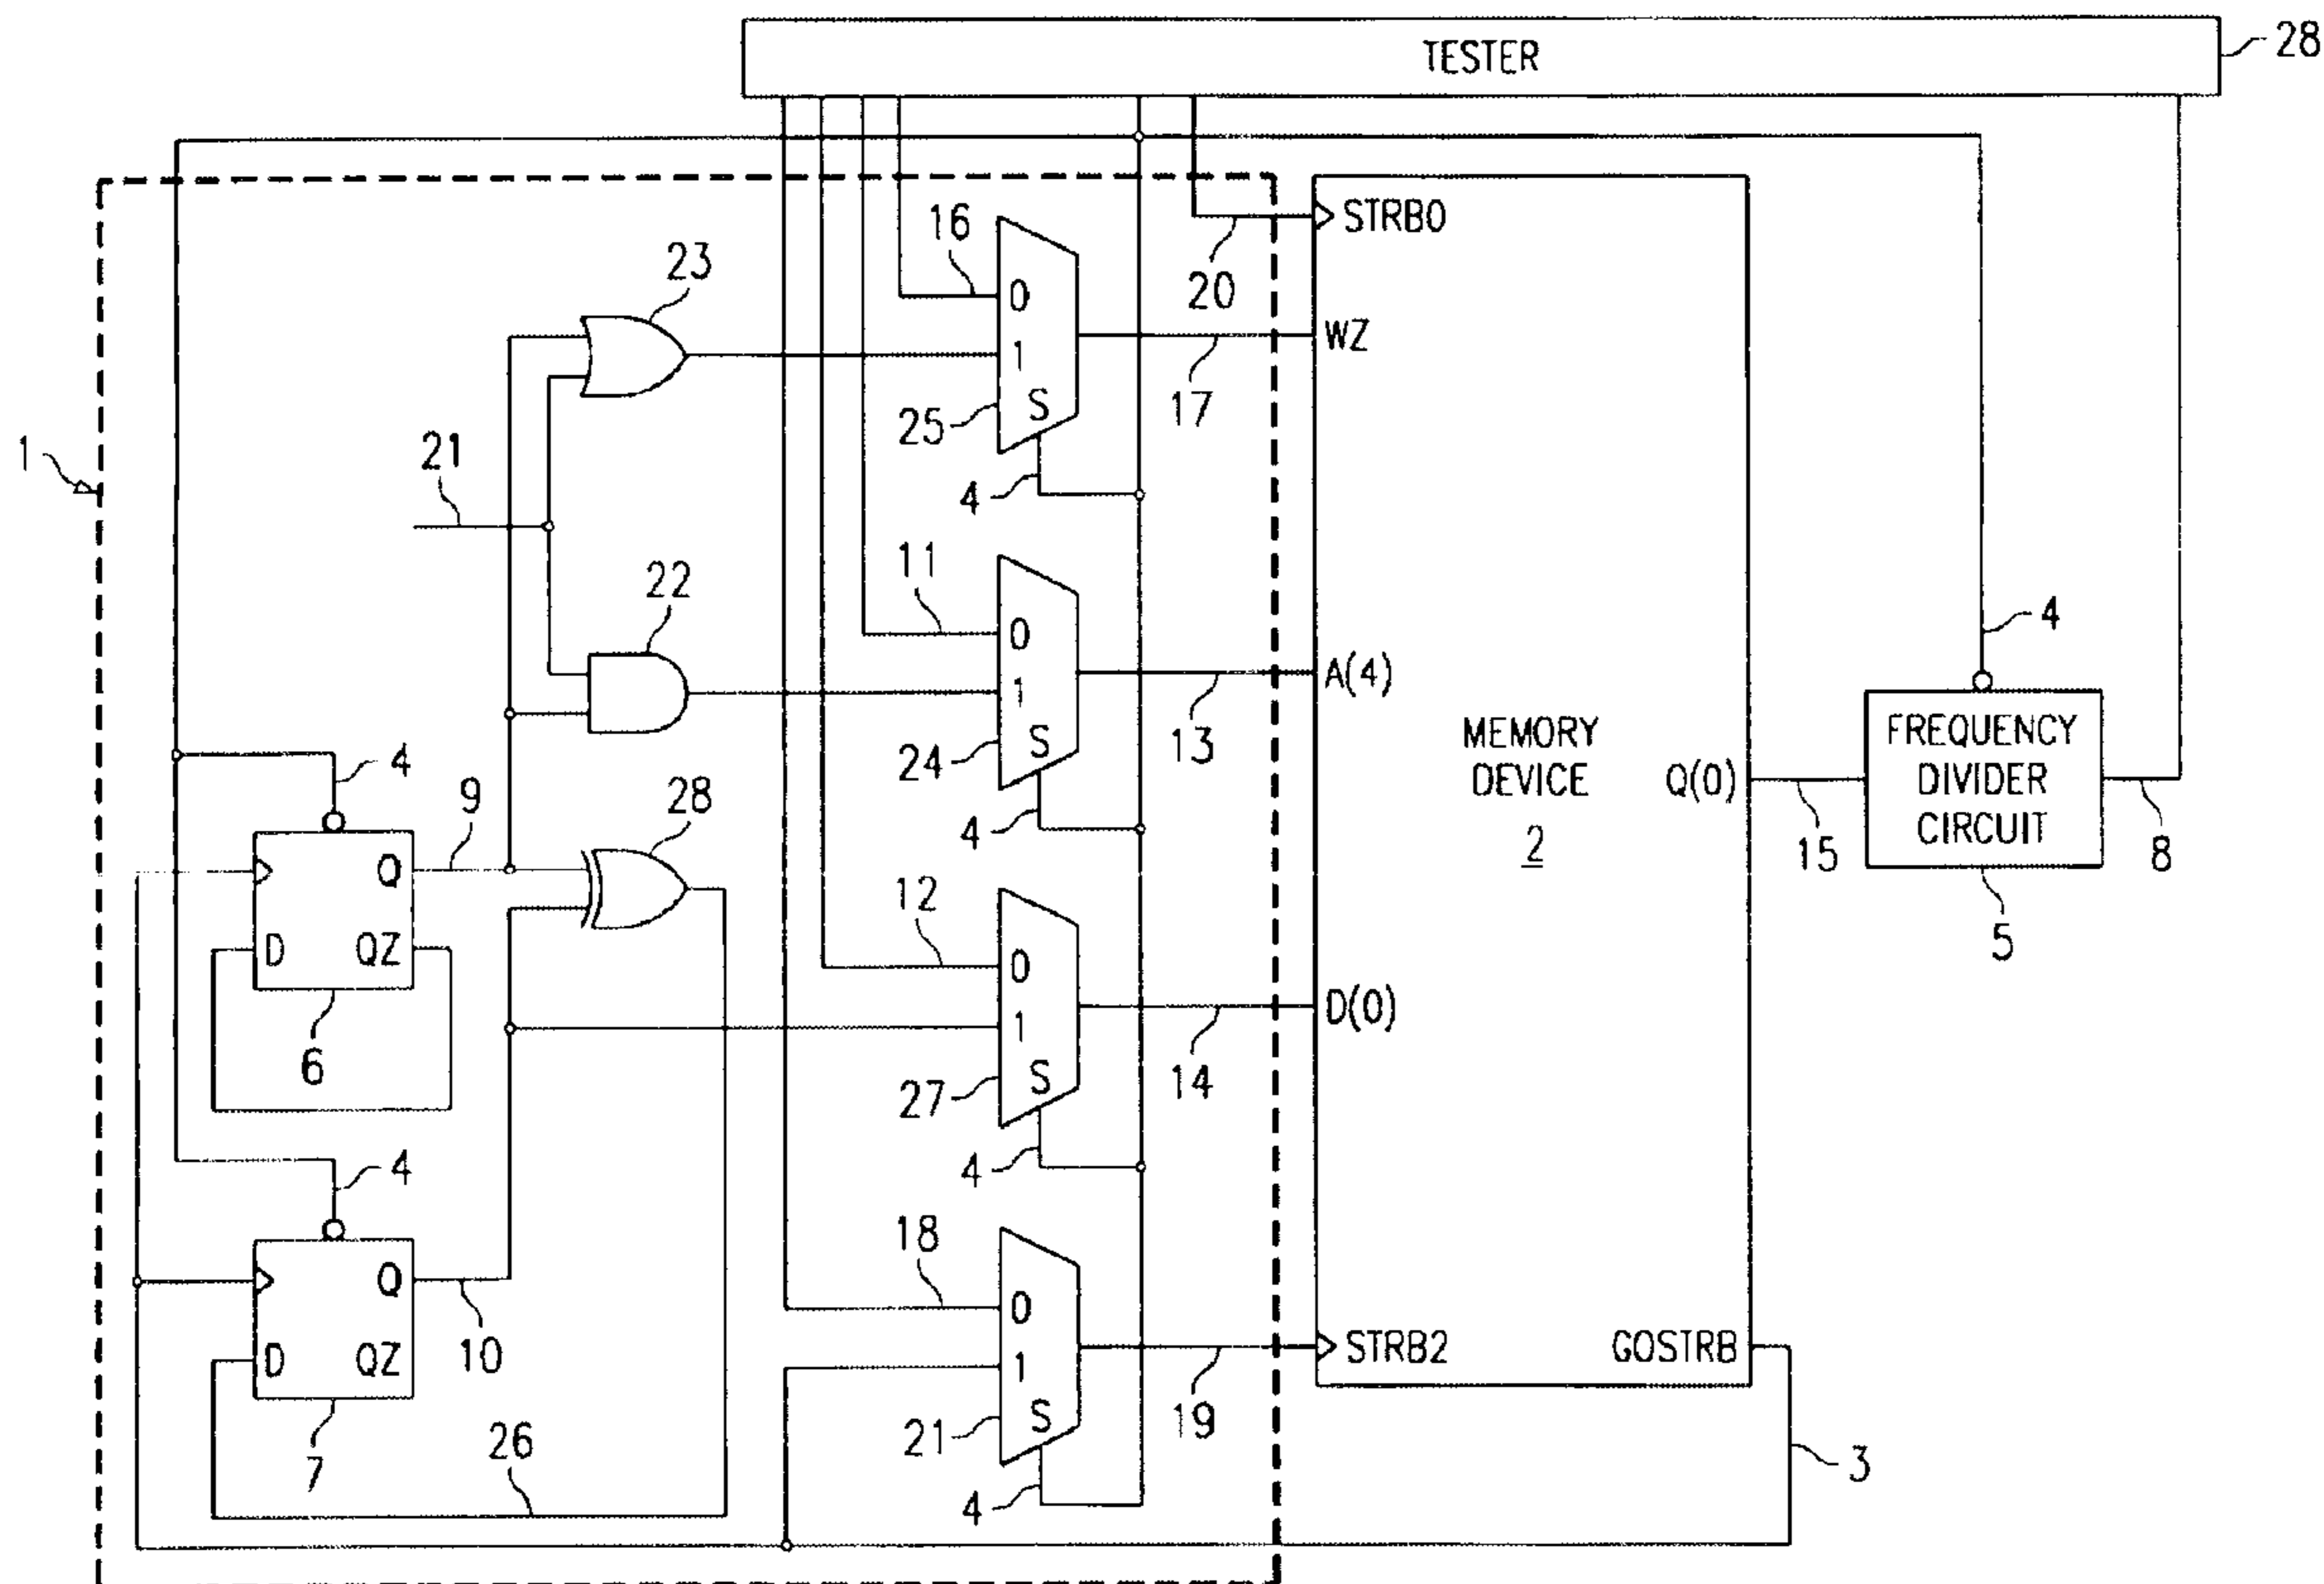 TESTER
28
STRB0
16
20
23
0
WZ
1
1
S
17
25
21
4
11
22
0
4
A(4)
1
MEMORY
DEVICE
2
FREQUENCY
DIVIDER
CIRCUIT
S
13
24
4
9
28
Q(0)
15
8
4
Q
12
5
D
QZ
0
D(0)
6
1
S
14
27
4
4
18
Q
0
STRB2
GOSTRB
10
D
QZ
1
19
S
21
3
7
26
4